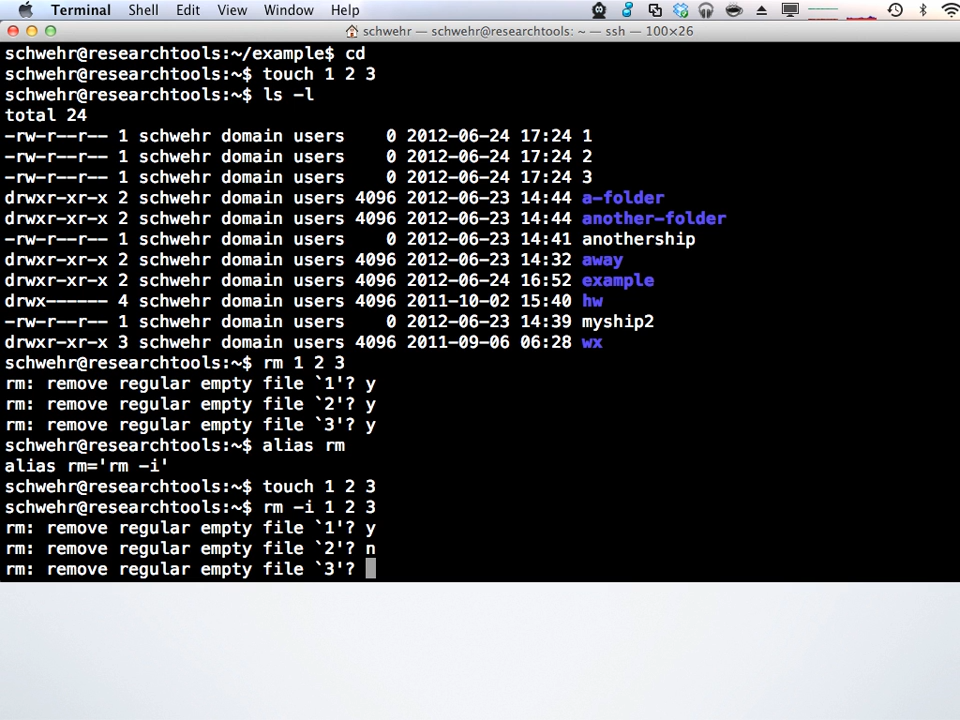 Terminal Shell Edit View Window Help
schwehr — schwehr@researchtools: ~ — ssh — 100×26
schwehr@researchtools:~/example$ cd
schwehr@researchtools:~$ touch 1 2 3
schwehr@researchtools:~$ ls -l
total 24
-rw-r--r-- 1 schwehr domain users    0 2012-06-24 17:24 1
-rw-r--r-- 1 schwehr domain users    0 2012-06-24 17:24 2
-rw-r--r-- 1 schwehr domain users    0 2012-06-24 17:24 3
drwxr-xr-x 2 schwehr domain users 4096 2012-06-23 14:44 a-folder
drwxr-xr-x 2 schwehr domain users 4096 2012-06-23 14:44 another-folder
-rw-r--r-- 1 schwehr domain users    0 2012-06-23 14:41 anothership
drwxr-xr-x 2 schwehr domain users 4096 2012-06-23 14:32 away
drwxr-xr-x 2 schwehr domain users 4096 2012-06-24 16:52 example
drwx------ 4 schwehr domain users 4096 2011-10-02 15:40 hw
-rw-r--r-- 1 schwehr domain users    0 2012-06-23 14:39 myship2
drwxr-xr-x 3 schwehr domain users 4096 2011-09-06 06:28 wx
schwehr@researchtools:~$ rm 1 2 3
rm: remove regular empty file `1'? y
rm: remove regular empty file `2'? y
rm: remove regular empty file `3'? y
schwehr@researchtools:~$ alias rm
alias rm='rm -i'
schwehr@researchtools:~$ touch 1 2 3
schwehr@researchtools:~$ rm -i 1 2 3
rm: remove regular empty file `1'? y
rm: remove regular empty file `2'? n
rm: remove regular empty file `3'?